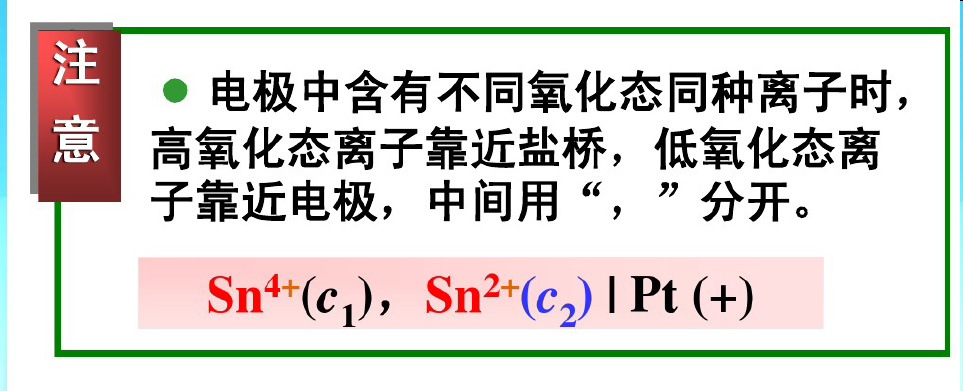 注
意
● 电极中含有不同氧化态同种离子时，
高氧化态离子靠近盐桥，低氧化态离
子靠近电极，中间用“，”分开。
Sn⁴⁺(c₁)，Sn²⁺(c₂) | Pt (+)